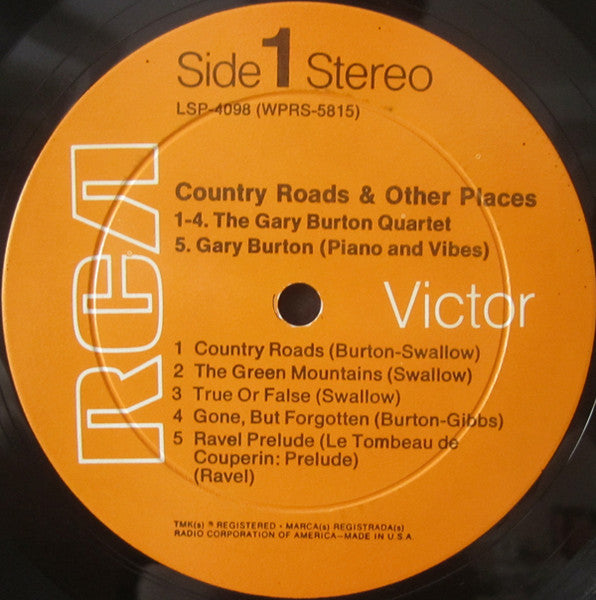 Side 1 Stereo
LSP-4098 (WPRS-5815)
RCA
Country Roads & Other Places
1-4. The Gary Burton Quartet
5. Gary Burton (Piano and Vibes)
Victor
1 Country Roads (Burton-Swallow)
2 The Green Mountains (Swallow)
3 True Or False (Swallow)
4 Gone, But Forgotten (Burton-Gibbs)
5 Ravel Prelude (Le Tombeau de
Couperin: Prelude)
(Ravel)
TMK(s) ® REGISTERED • MARCA(s) REGISTRADA(s)
RADIO CORPORATION OF AMERICA—MADE IN U.S.A.